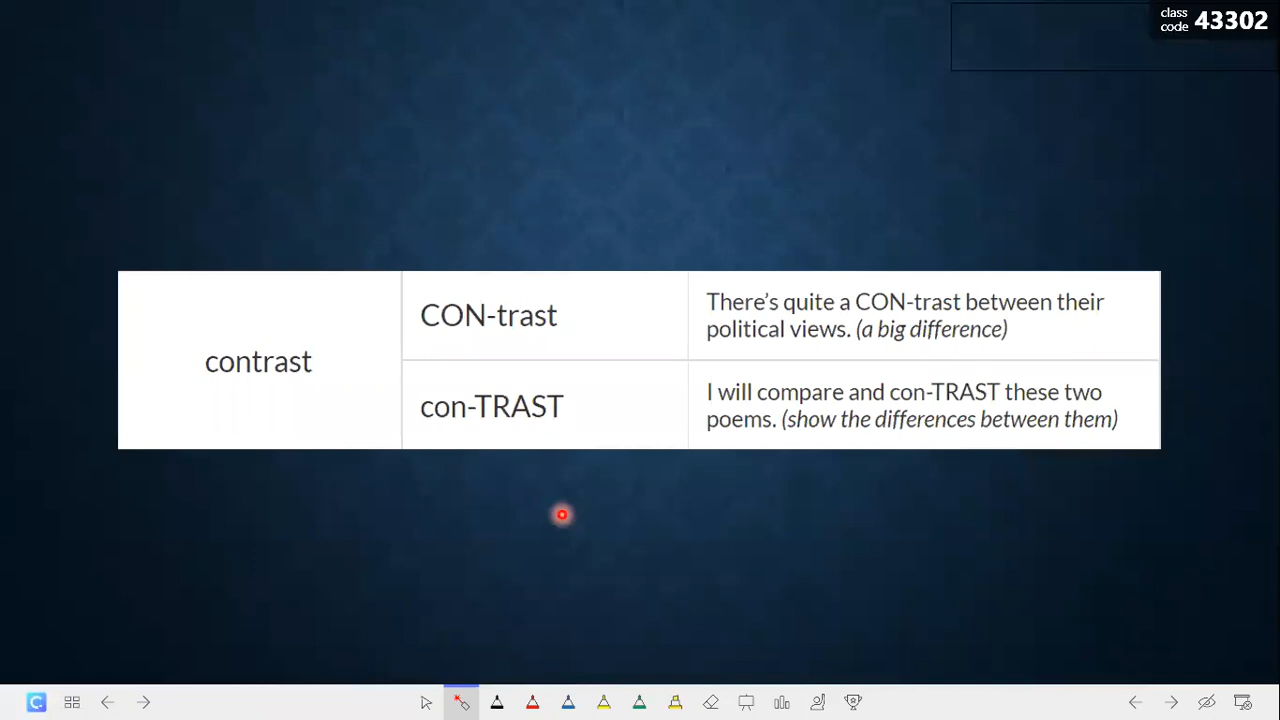 class
code 43302
contrast
CON-trast
There’s quite a CON-trast between their
political views. (a big difference)
con-TRAST
I will compare and con-TRAST these two
poems. (show the differences between them)